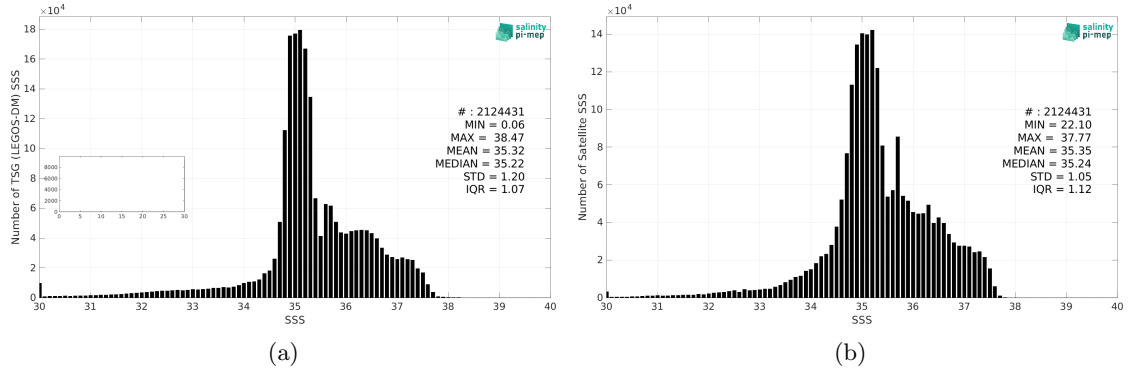 ×10⁴
18
16
14
12
10
8
6
4
2
0
Number of TSG (LEGOS-DM) SSS
salinity
pi-mep
# : 2124431
MIN = 0.06
MAX = 38.47
MEAN = 35.32
MEDIAN = 35.22
STD = 1.20
IQR = 1.07
8000
6000
4000
2000
0
0 5 10 15 20 25 30
30 31 32 33 34 35 36 37 38 39 40
SSS
(a)
×10⁴
14
12
10
8
6
4
2
0
Number of Satellite SSS
salinity
pi-mep
# : 2124431
MIN = 22.10
MAX = 37.77
MEAN = 35.35
MEDIAN = 35.24
STD = 1.05
IQR = 1.12
30 31 32 33 34 35 36 37 38 39 40
SSS
(b)